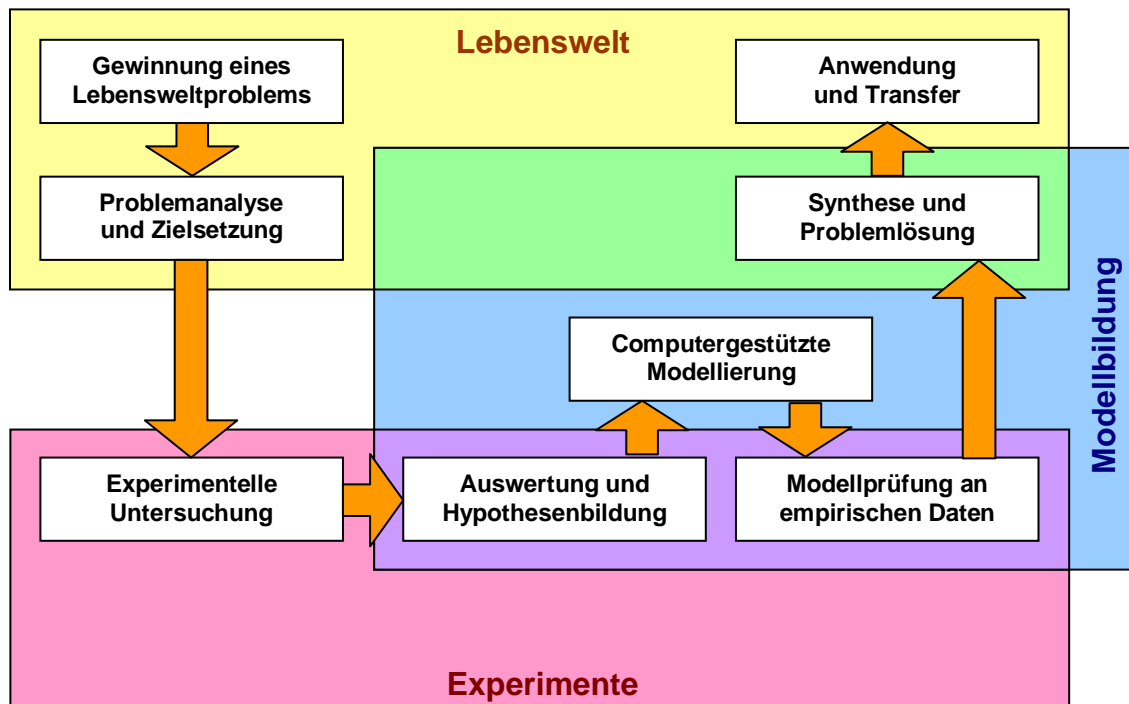 Lebenswelt
Gewinnung eines
Lebensweltproblems
Anwendung
und Transfer
Problemanalyse
und Zielsetzung
Synthese und
Problemlösung
Modellbildung
Computergestützte
Modellierung
Experimentelle
Untersuchung
Auswertung und
Hypothesenbildung
Modellprüfung an
empirischen Daten
Experimente